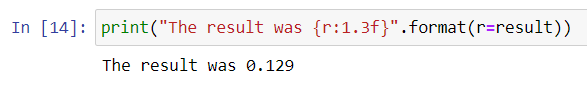 In [14]: print("The result was {r:1.3f}".format(r=result))
The result was 0.129